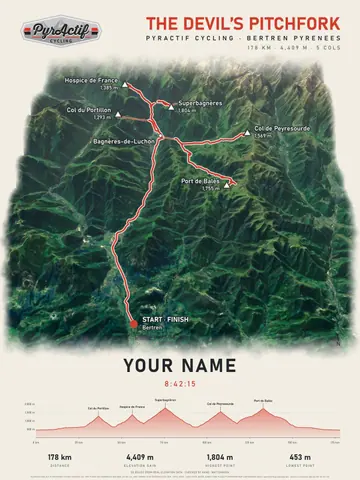 PyrActif
CYCLING
THE DEVIL'S PITCHFORK
PYRACTIF CYCLING · BERTREN PYRENEES
177 KM · 4,409 M · 5 COLS
Hospice de France
1,385 m
Superbagnères
1,804 m
Col du Portillon
1,293 m
Col de Peyresourde
1,569 m
Bagnères-de-Luchon
Port de Balès
1,755 m
START · FINISH
Bertren
YOUR NAME
8:42:15
Superbagnères
Port de Balès
Col du Portillon
Hospice de France
Col de Peyresourde
178 km
4,409 m
1,804 m
453 m
DISTANCE
ELEVATION GAIN
HIGHEST POINT
LOWEST POINT